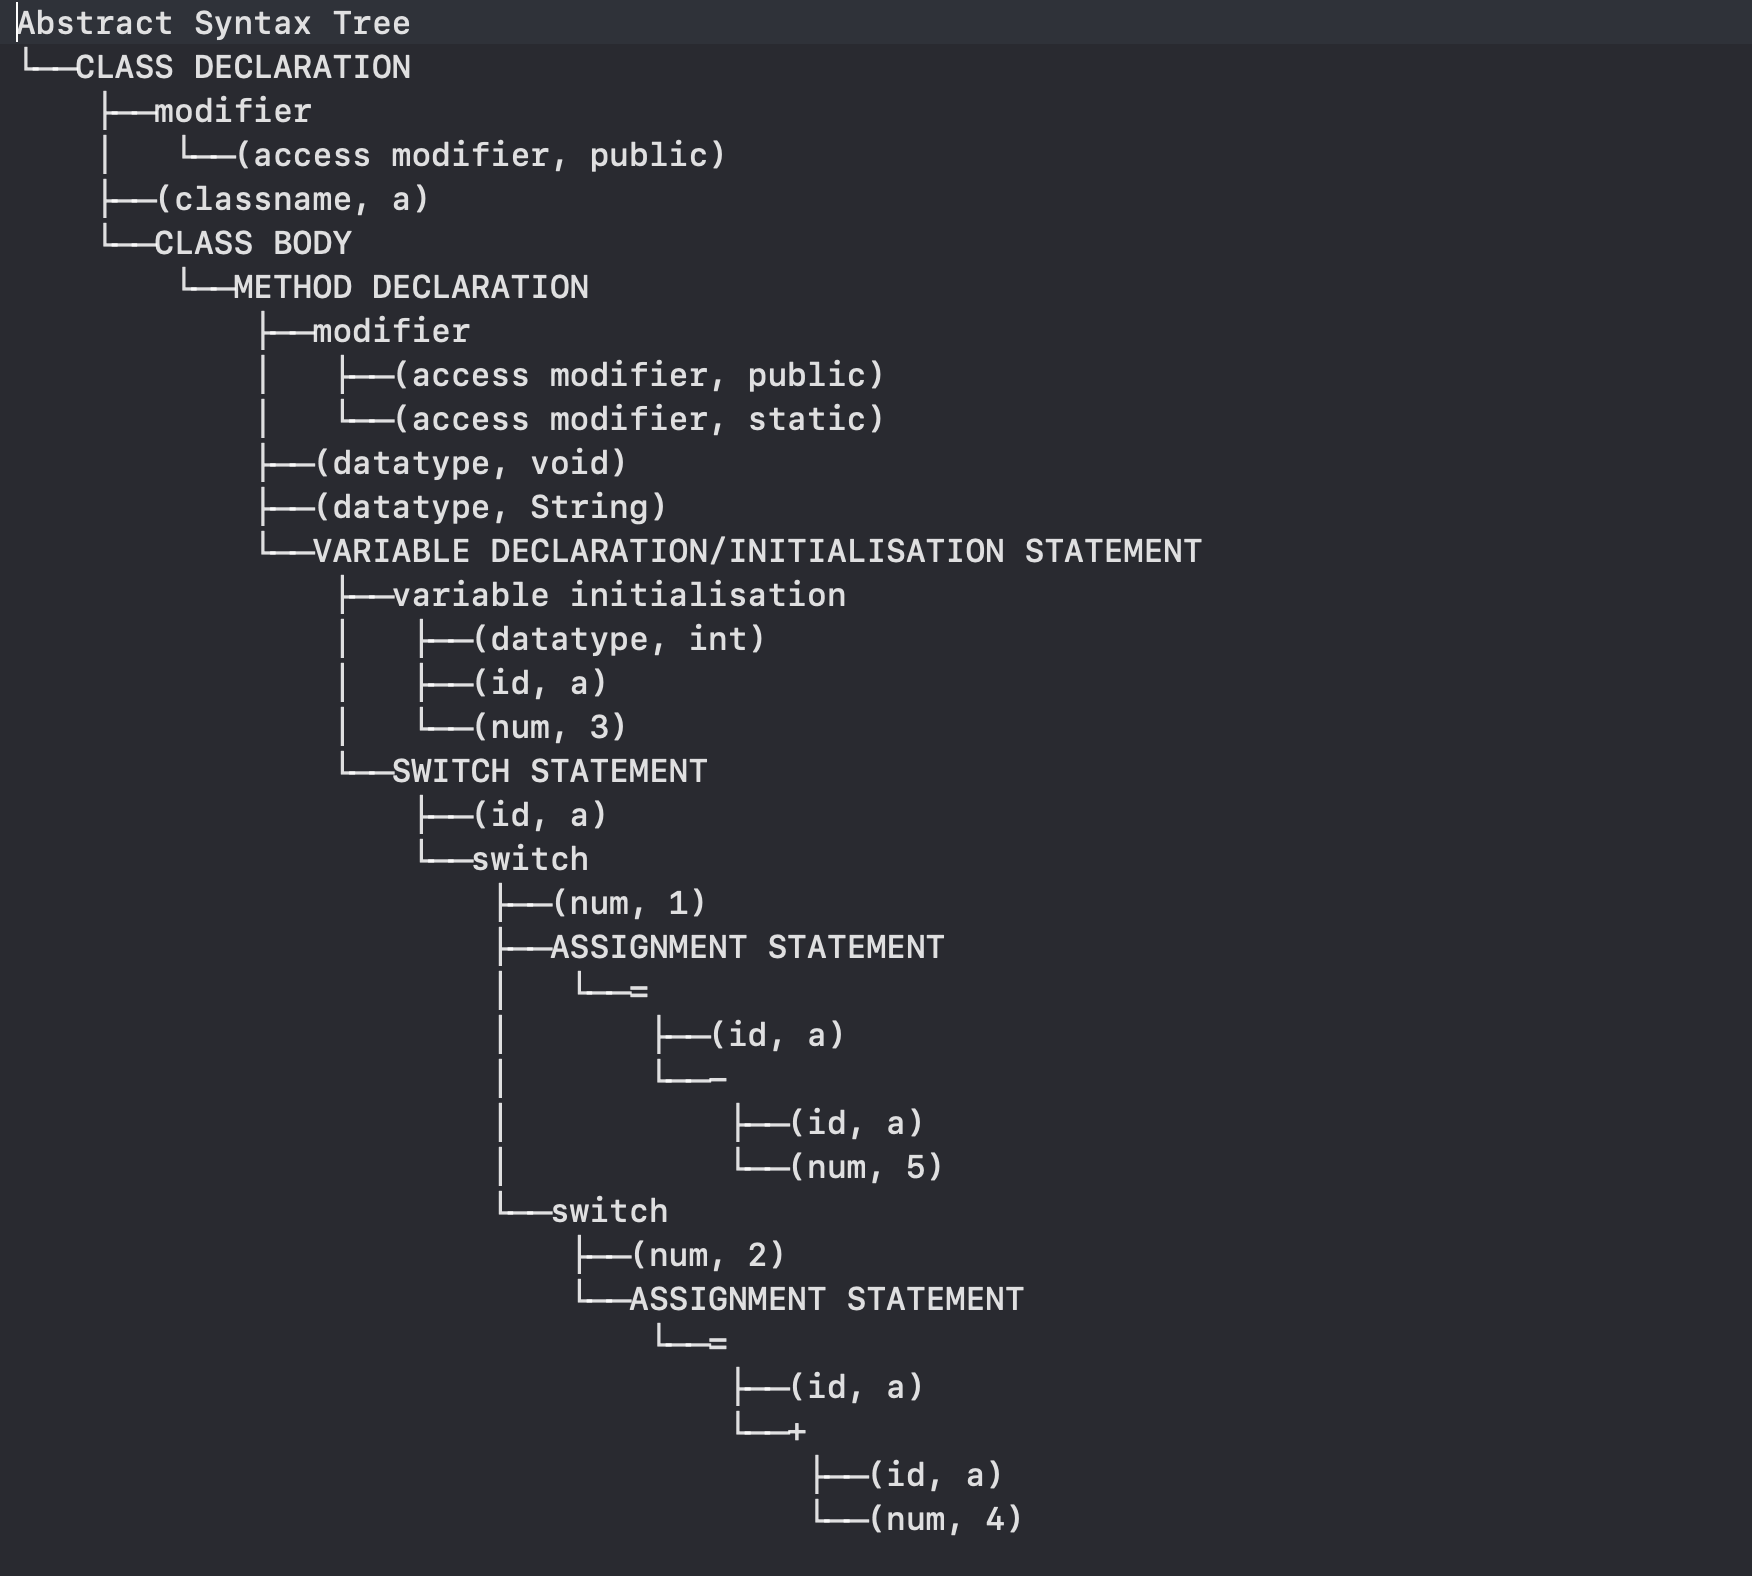 Abstract Syntax Tree
└──CLASS DECLARATION
    ├──modifier
    │   └──(access modifier, public)
    ├──(classname, a)
    └──CLASS BODY
        └──METHOD DECLARATION
            ├──modifier
            │   ├──(access modifier, public)
            │   └──(access modifier, static)
            ├──(datatype, void)
            ├──(datatype, String)
            └──VARIABLE DECLARATION/INITIALISATION STATEMENT
                ├──variable initialisation
                │   ├──(datatype, int)
                │   ├──(id, a)
                │   └──(num, 3)
                └──SWITCH STATEMENT
                    ├──(id, a)
                    └──switch
                        ├──(num, 1)
                        ├──ASSIGNMENT STATEMENT
                        │   └──=
                        │       ├──(id, a)
                        │       └──-
                        │           ├──(id, a)
                        │           └──(num, 5)
                        └──switch
                            ├──(num, 2)
                            └──ASSIGNMENT STATEMENT
                                └──=
                                    ├──(id, a)
                                    └──+
                                        ├──(id, a)
                                        └──(num, 4)